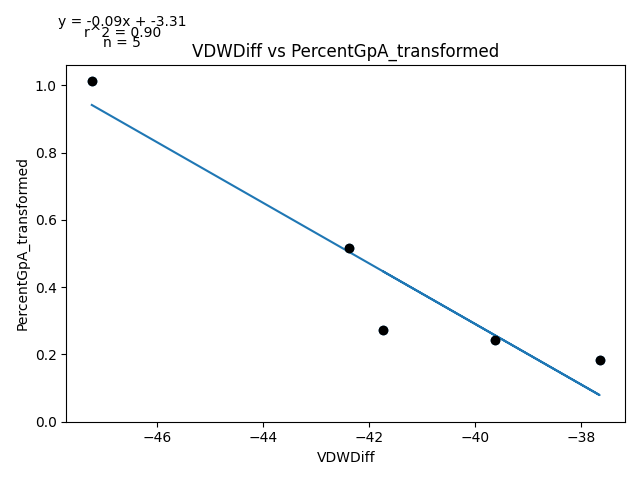 y = -0.09x + -3.31
r^2 = 0.90
n = 5
VDWDiff vs PercentGpA_transformed
PercentGpA_transformed
1.0
0.8
0.6
0.4
0.2
0.0
−46
−44
−42
−40
−38
VDWDiff